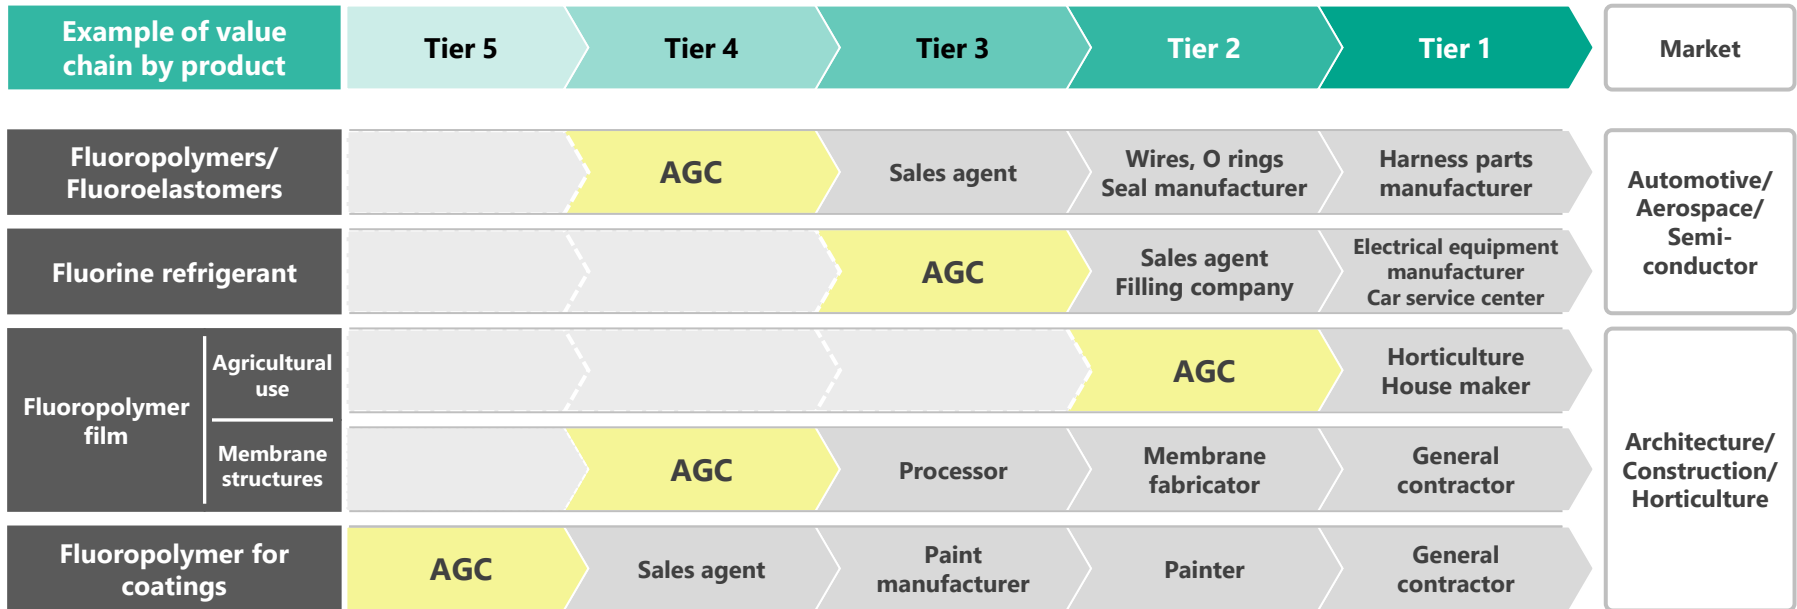 Example of value
chain by product
Tier 5
Tier 4
Tier 3
Tier 2
Tier 1
Market
Fluoropolymers/
Fluoroelastomers
AGC
Sales agent
Wires, O rings
Seal manufacturer
Harness parts
manufacturer
Automotive/
Aerospace/
Semi-
conductor
Fluorine refrigerant
AGC
Sales agent
Filling company
Electrical equipment
manufacturer
Car service center
Fluoropolymer
film
Agricultural
use
AGC
Horticulture
House maker
Membrane
structures
AGC
Processor
Membrane
fabricator
General
contractor
Architecture/
Construction/
Horticulture
Fluoropolymer for
coatings
AGC
Sales agent
Paint
manufacturer
Painter
General
contractor